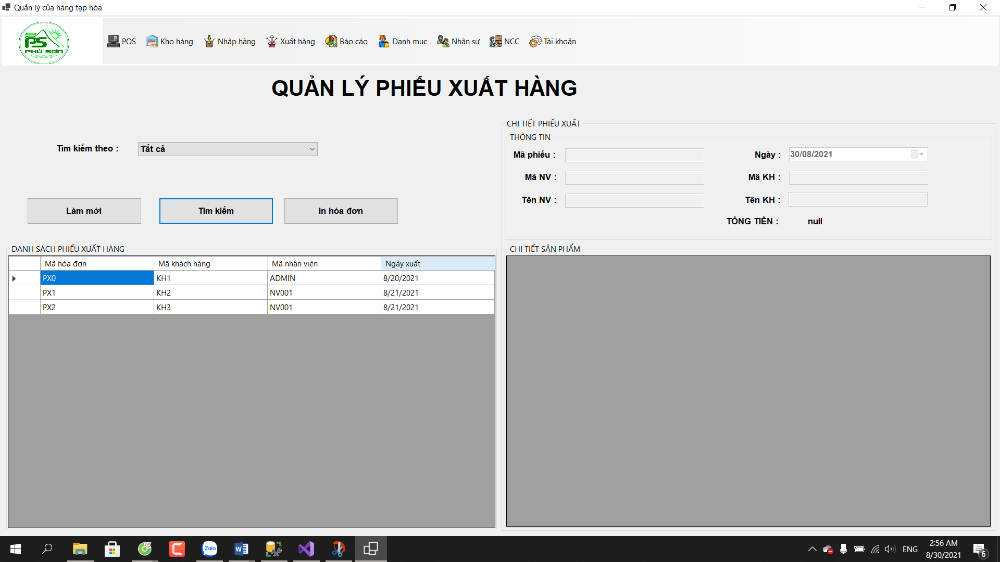 Quản lý của hàng tạp hóa
PS
PHÚ SƠN
POS Kho hàng Nhập hàng Xuất hàng Báo cáo Danh mục Nhân sự NCC Tài khoản
QUẢN LÝ PHIẾU XUẤT HÀNG
Tìm kiếm theo : Tất cả
Làm mới Tìm kiếm In hóa đơn
DANH SÁCH PHIẾU XUẤT HÀNG
Mã hóa đơn Mã khách hàng Mã nhân viên Ngày xuất
PX0 KH1 ADMIN 8/20/2021
PX1 KH2 NV001 8/21/2021
PX2 KH3 NV001 8/21/2021
CHI TIẾT PHIẾU XUẤT
THÔNG TIN
Mã phiếu : Ngày : 30/08/2021
Mã NV : Mã KH :
Tên NV : Tên KH :
TỔNG TIỀN : null
CHI TIẾT SẢN PHẨM
Zalo
ENG
2:56 AM
8/30/2021
6